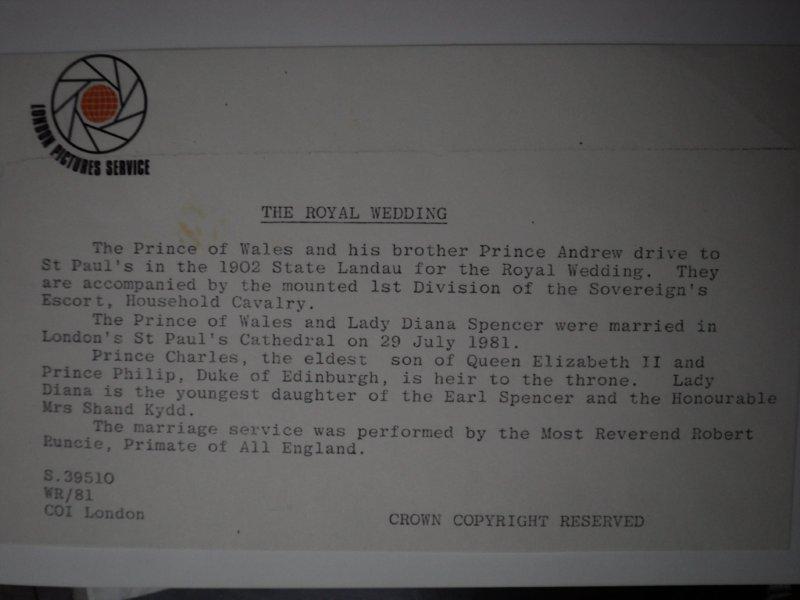 LONDON PICTURES SERVICE
THE ROYAL WEDDING
The Prince of Wales and his brother Prince Andrew drive to
St Paul's in the 1902 State Landau for the Royal Wedding. They
are accompanied by the mounted 1st Division of the Sovereign's
Escort, Household Cavalry.
The Prince of Wales and Lady Diana Spencer were married in
London's St Paul's Cathedral on 29 July 1981.
Prince Charles, the eldest son of Queen Elizabeth II and
Prince Philip, Duke of Edinburgh, is heir to the throne. Lady
Diana is the youngest daughter of the Earl Spencer and the Honourable
Mrs Shand Kydd.
The marriage service was performed by the Most Reverend Robert
Runcie, Primate of All England.
S.39510
WR/81
COI London
CROWN COPYRIGHT RESERVED